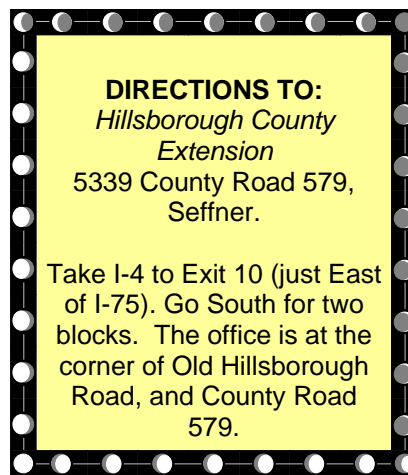 DIRECTIONS TO:
Hillsborough County
Extension
5339 County Road 579,
Seffner.
Take I-4 to Exit 10 (just East
of I-75). Go South for two
blocks.  The office is at the
corner of Old Hillsborough
Road, and County Road
579.